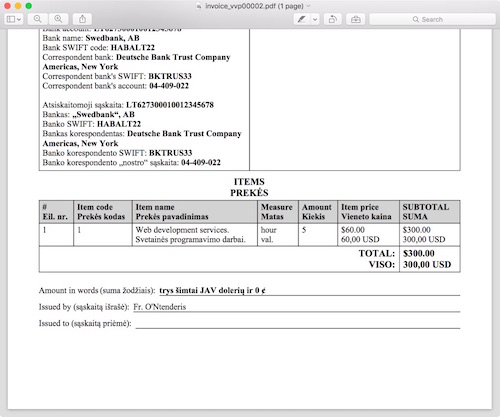 invoice_vvp00002.pdf (1 page)
Search
Bank account: LT627300010012345678
Bank name: Swedbank, AB
Bank SWIFT code: HABALT22
Correspondent bank: Deutsche Bank Trust Company
Americas, New York
Correspondent bank's SWIFT: BKTRUS33
Correspondent bank's account: 04-409-022
Atsiskaitomoji sąskaita: LT627300010012345678
Bankas: „Swedbank“, AB
Banko SWIFT: HABALT22
Bankas korespondentas: Deutsche Bank Trust Company
Americas, New York
Banko korespondento SWIFT: BKTRUS33
Banko korespondento „nostro“ sąskaita: 04-409-022
ITEMS
PREKĖS
# Item code Item name Measure Amount Item price SUBTOTAL
Eil. nr. Prekės kodas Prekės pavadinimas Matas Kiekis Vieneto kaina SUMA
1 1 Web development services. hour 5 $60.00 $300.00
Svetainės programavimo darbai. val. 60,00 USD 300,00 USD
TOTAL: $300.00
VISO: 300,00 USD
Amount in words (suma žodžiais): trys šimtai JAV dolerių ir 0 ¢
Issued by (sąskaitą išrašė): Fr. O'Ntenderis
Issued to (sąskaitą priėmė):